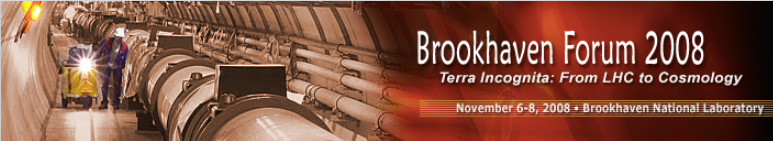 Brookhaven Forum 2008
Terra Incognita: From LHC to Cosmology
November 6-8, 2008 • Brookhaven National Laboratory